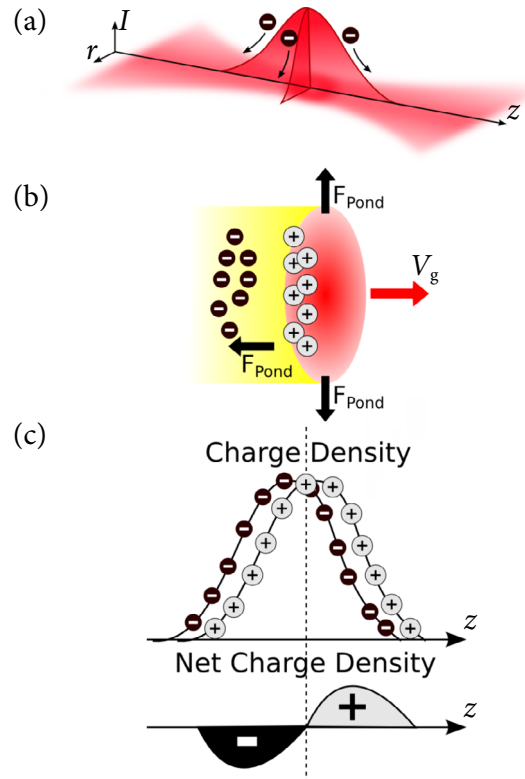 (a)
I
r
z
(b)
F_Pond
V_g
F_Pond
F_Pond
(c)
Charge Density
z
Net Charge Density
z